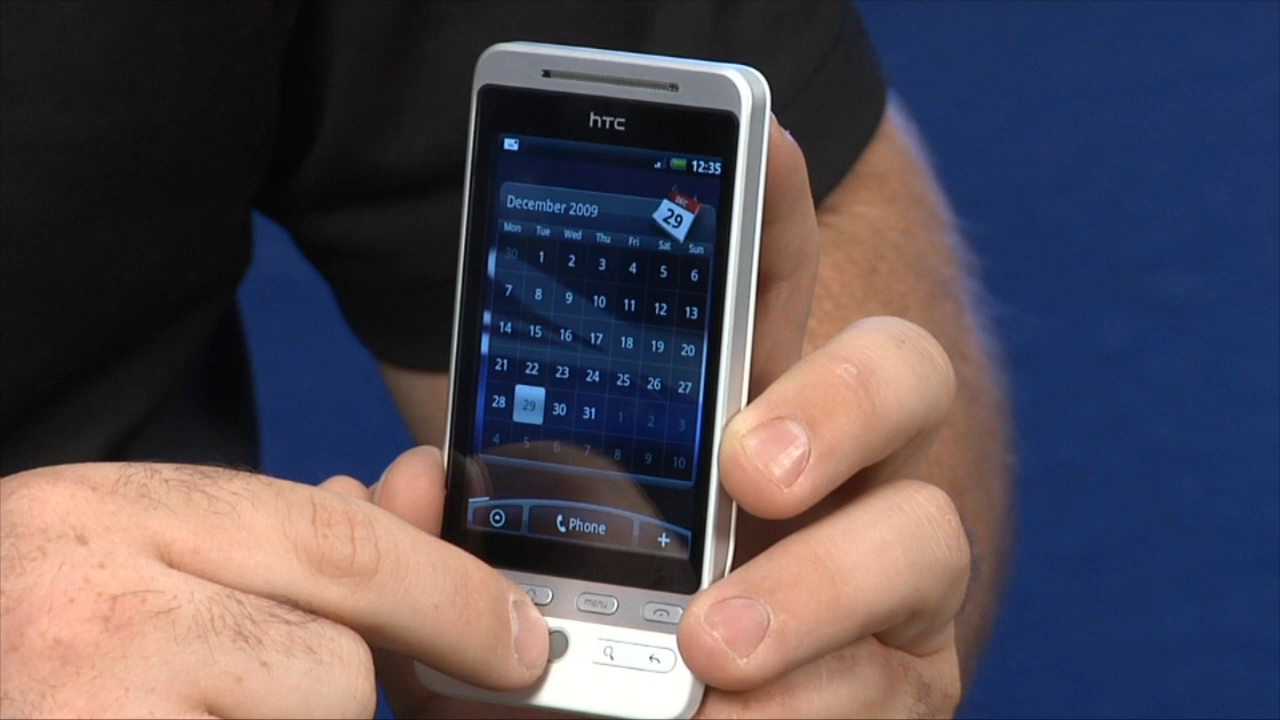 hTC
12:35
December 2009
DEC
29
Mon Tue Wed Thu Fri Sat Sun
30 1 2 3 4 5 6
7 8 9 10 11 12 13
14 15 16 17 18 19 20
21 22 23 24 25 26 27
28 29 30 31 1 2 3
4 5 6 7 8 9 10
Phone +
menu